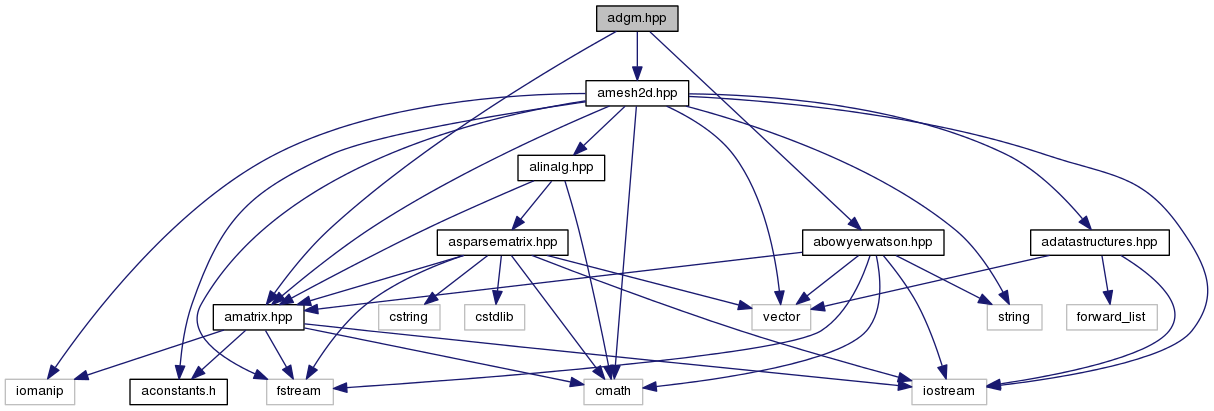 adgm.hpp
amesh2d.hpp
alinalg.hpp
asparsematrix.hpp
abowyerwatson.hpp
adatastructures.hpp
amatrix.hpp
cstring
cstdlib
vector
string
forward_list
iomanip
aconstants.h
fstream
cmath
iostream